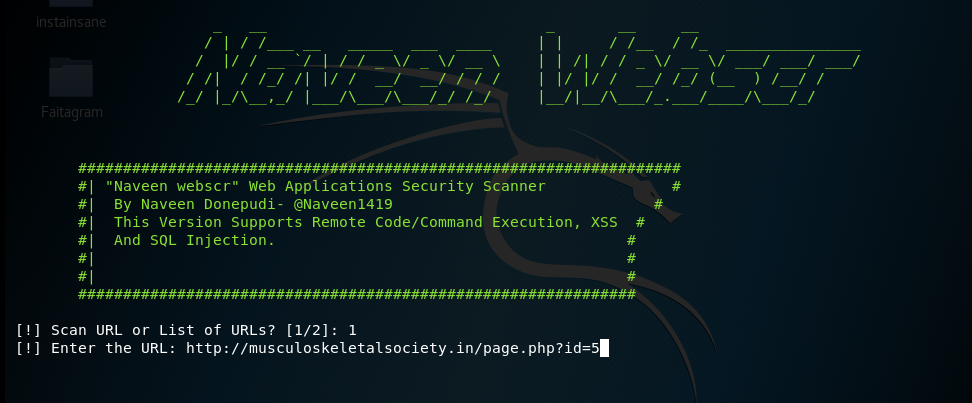 instainsane
Naveen Webscr
Faitagram
####################################################################
#| "Naveen webscr" Web Applications Security Scanner #
#| By Naveen Donepudi- @Naveen1419 #
#| This Version Supports Remote Code/Command Execution, XSS #
#| And SQL Injection. #
#| #
#| #
###############################################################
[!] Scan URL or List of URLs? [1/2]: 1
[!] Enter the URL: http://musculoskeletalsociety.in/page.php?id=5